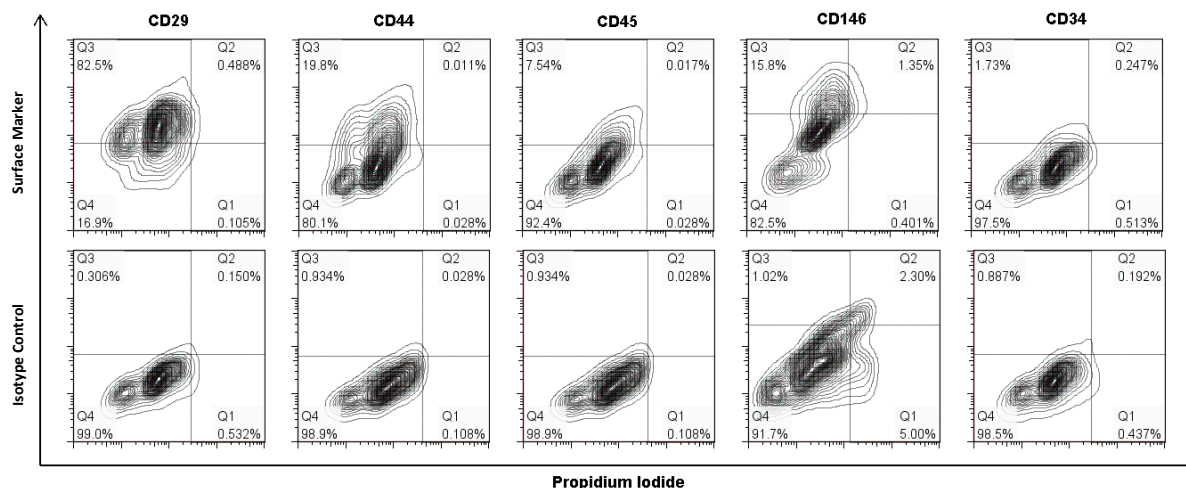 CD29 CD44 CD45 CD146 CD34
Surface Marker
Q3 Q2 Q3 Q2 Q3 Q2 Q3 Q2 Q3 Q2
82.5% 0.488% 19.8% 0.011% 7.54% 0.017% 15.8% 1.35% 1.73% 0.247%
Q4 Q1 Q4 Q1 Q4 Q1 Q4 Q1 Q4 Q1
16.9% 0.105% 80.1% 0.028% 92.4% 0.028% 82.5% 0.401% 97.5% 0.513%
Isotype Control
Q3 Q2 Q3 Q2 Q3 Q2 Q3 Q2 Q3 Q2
0.306% 0.150% 0.934% 0.028% 0.934% 0.028% 1.02% 2.30% 0.887% 0.192%
Q4 Q1 Q4 Q1 Q4 Q1 Q4 Q1 Q4 Q1
99.0% 0.532% 98.9% 0.108% 98.9% 0.108% 91.7% 5.00% 98.5% 0.437%
Propidium Iodide